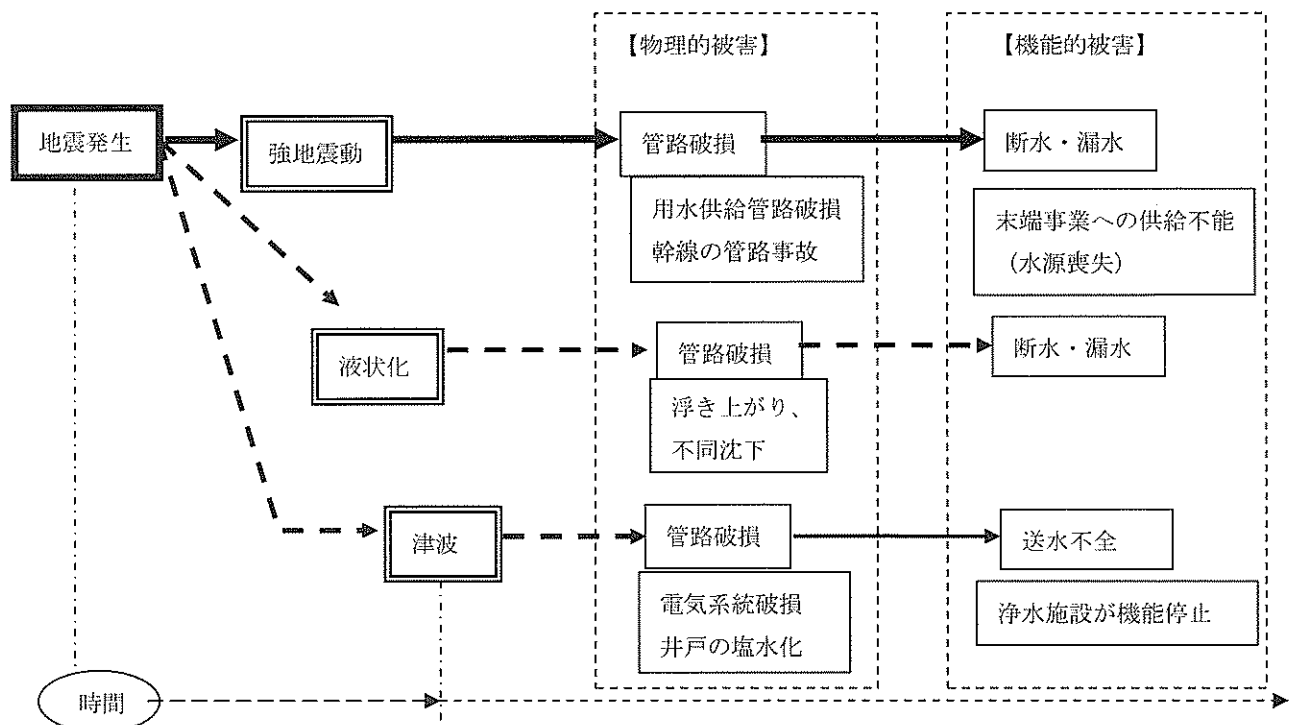 【物理的被害】
【機能的被害】
地震発生
強地震動
管路破損
断水・漏水
用水供給管路破損
幹線の管路事故
末端事業への供給不能
（水源喪失）
液状化
管路破損
断水・漏水
浮き上がり、
不同沈下
津波
管路破損
送水不全
電気系統破損
井戸の塩水化
浄水施設が機能停止
時間